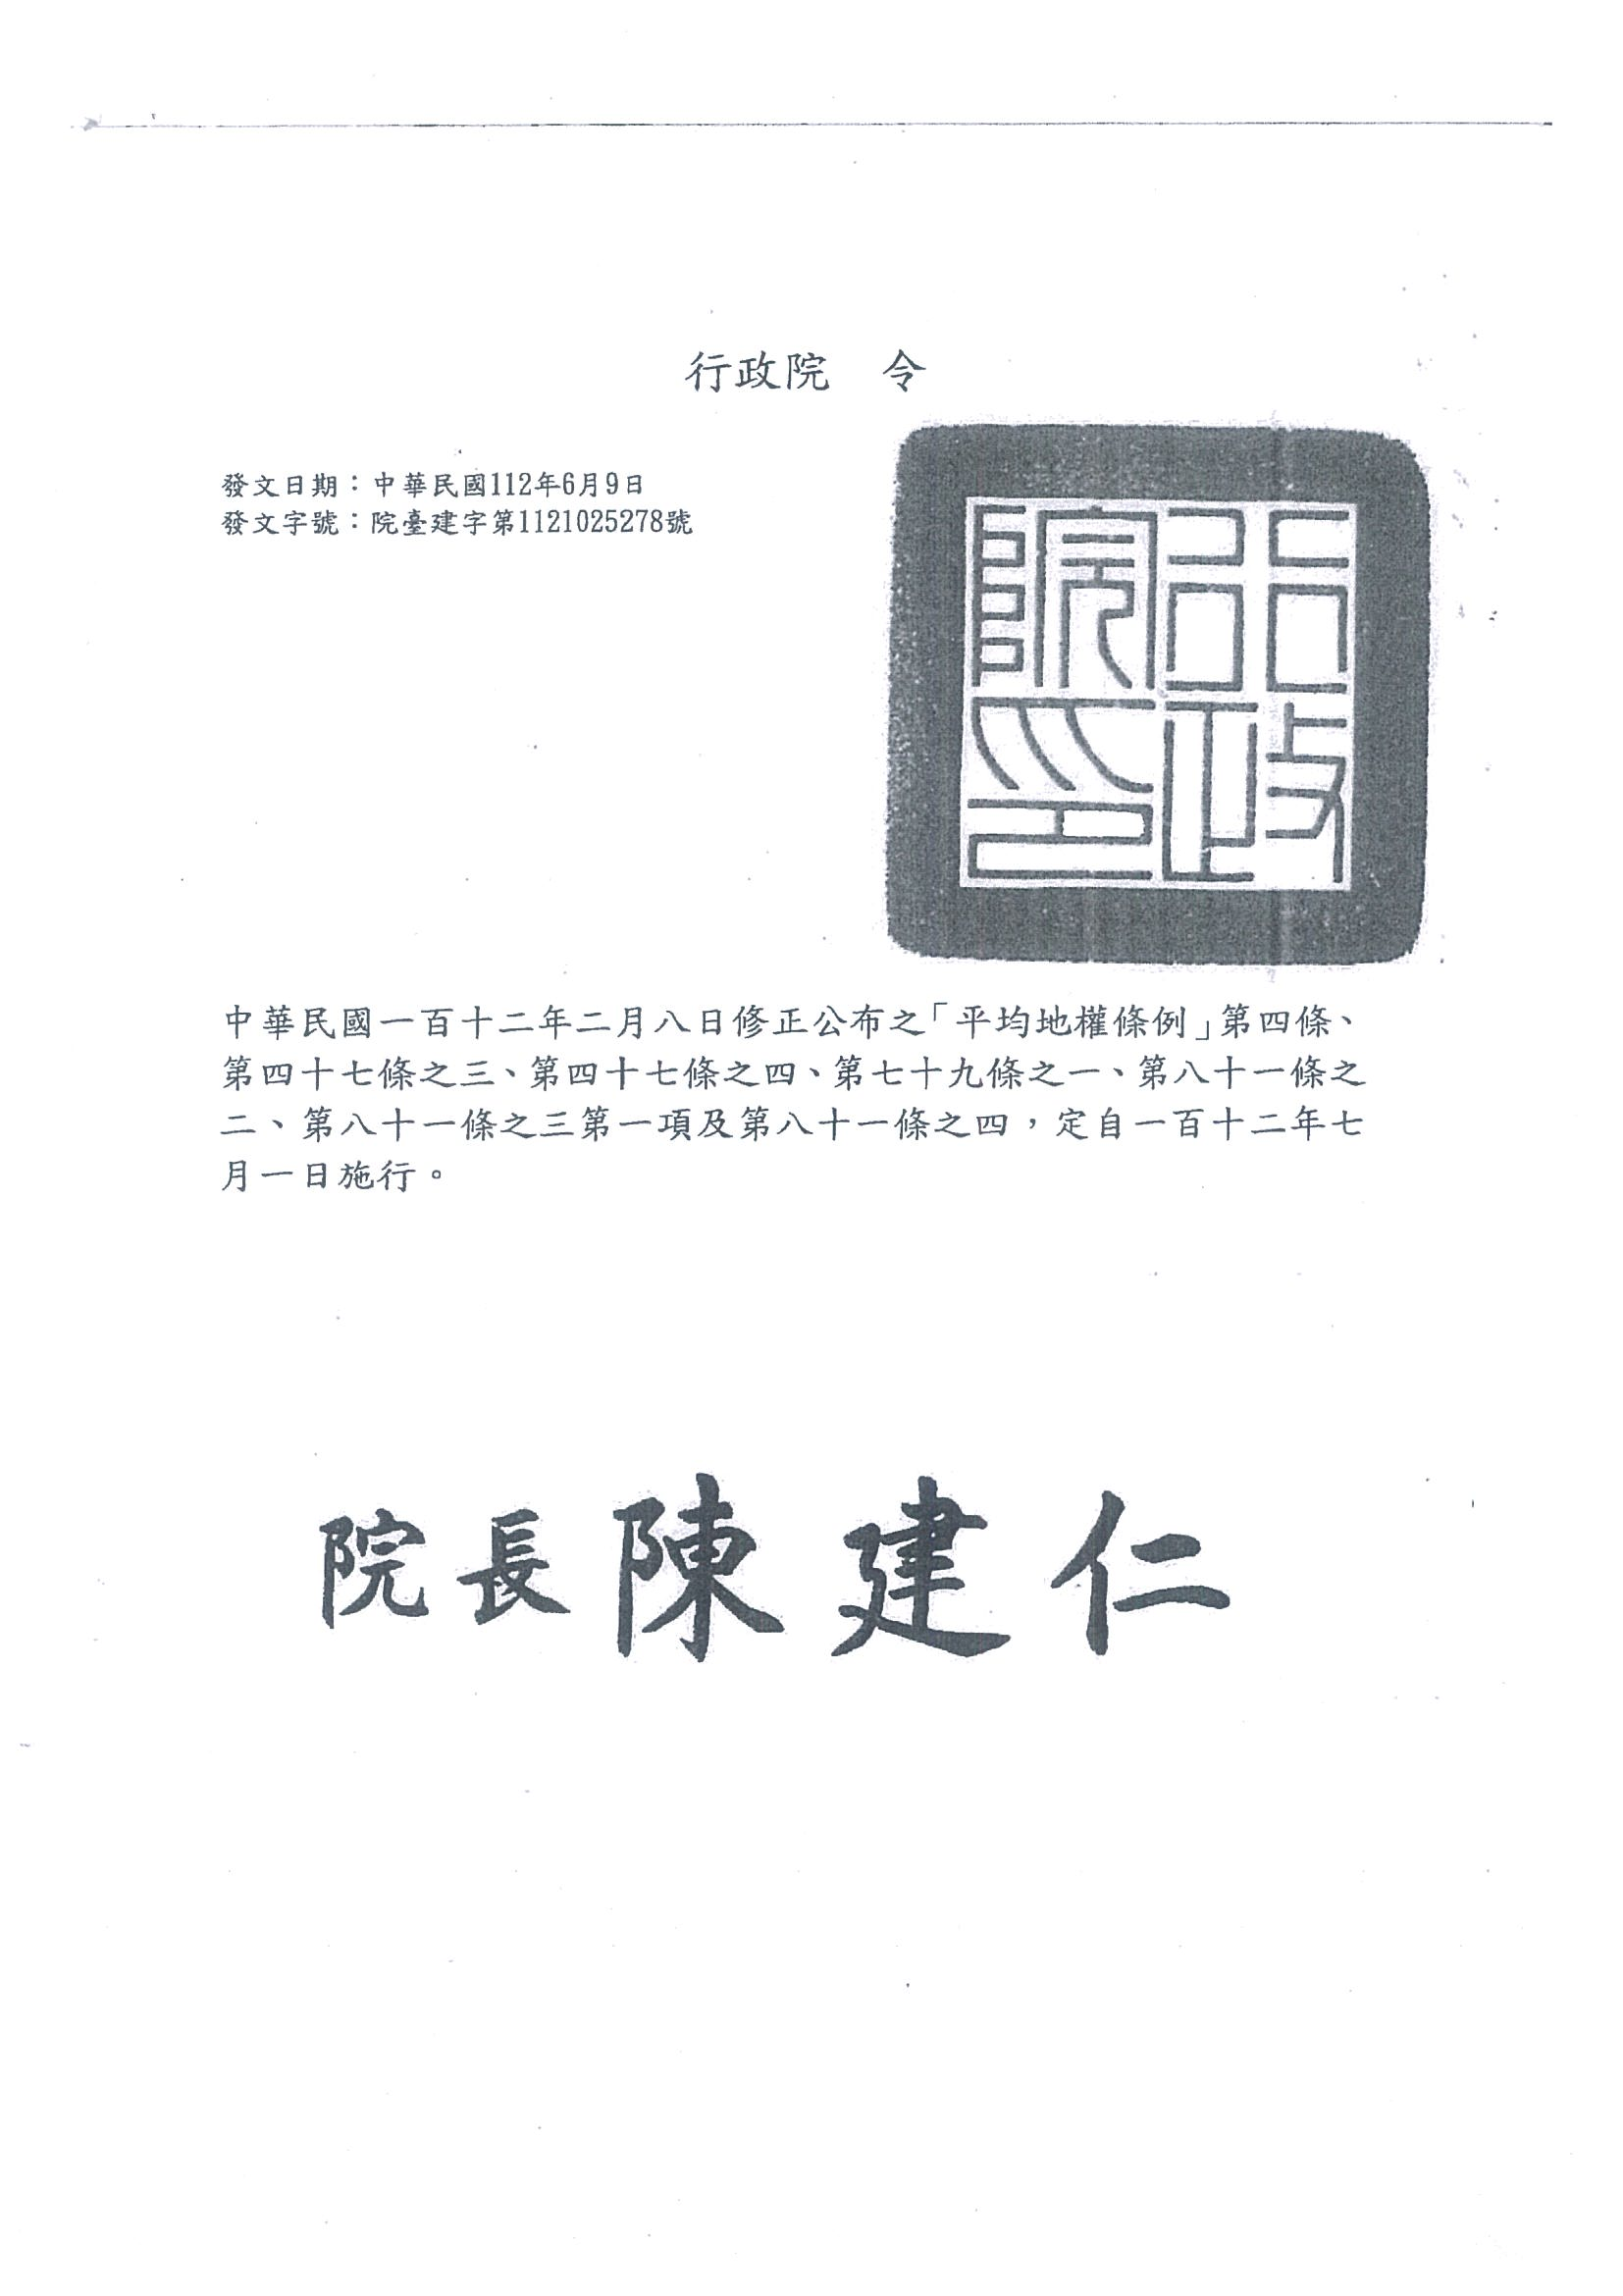 行政院　令
發文日期：中華民國112年6月9日
發文字號：院臺建字第1121025278號
行政院印
中華民國一百十二年二月八日修正公布之「平均地權條例」第四條、
第四十七條之三、第四十七條之四、第七十九條之一、第八十一條之
二、第八十一條之三第一項及第八十一條之四，定自一百十二年七
月一日施行。
院長 陳建仁